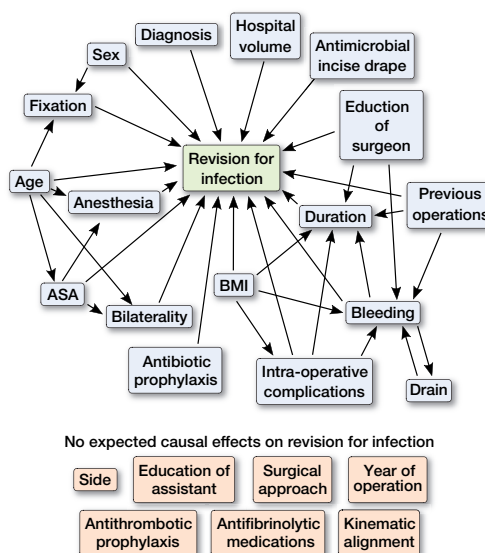 Diagnosis
Hospital
volume
Sex
Antimicrobial
incise drape
Fixation
Eduction
of
surgeon
Revision for
infection
Age
Anesthesia
Previous
operations
Duration
ASA
BMI
Bilaterality
Bleeding
Antibiotic
prophylaxis
Intra-operative
complications
Drain
No expected causal effects on revision for infection
Side
Education of
assistant
Surgical
approach
Year of
operation
Antithrombotic
prophylaxis
Antifibrinolytic
medications
Kinematic
alignment